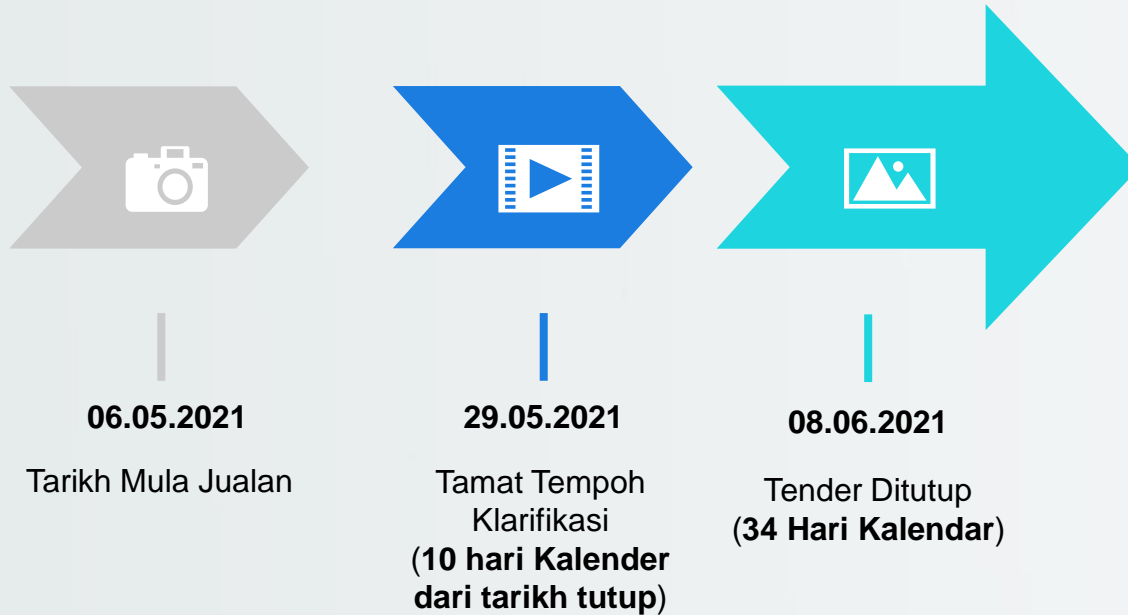 06.05.2021
Tarikh Mula Jualan
29.05.2021
Tamat Tempoh
Klarifikasi
(10 hari Kalender
dari tarikh tutup)
08.06.2021
Tender Ditutup
(34 Hari Kalendar)